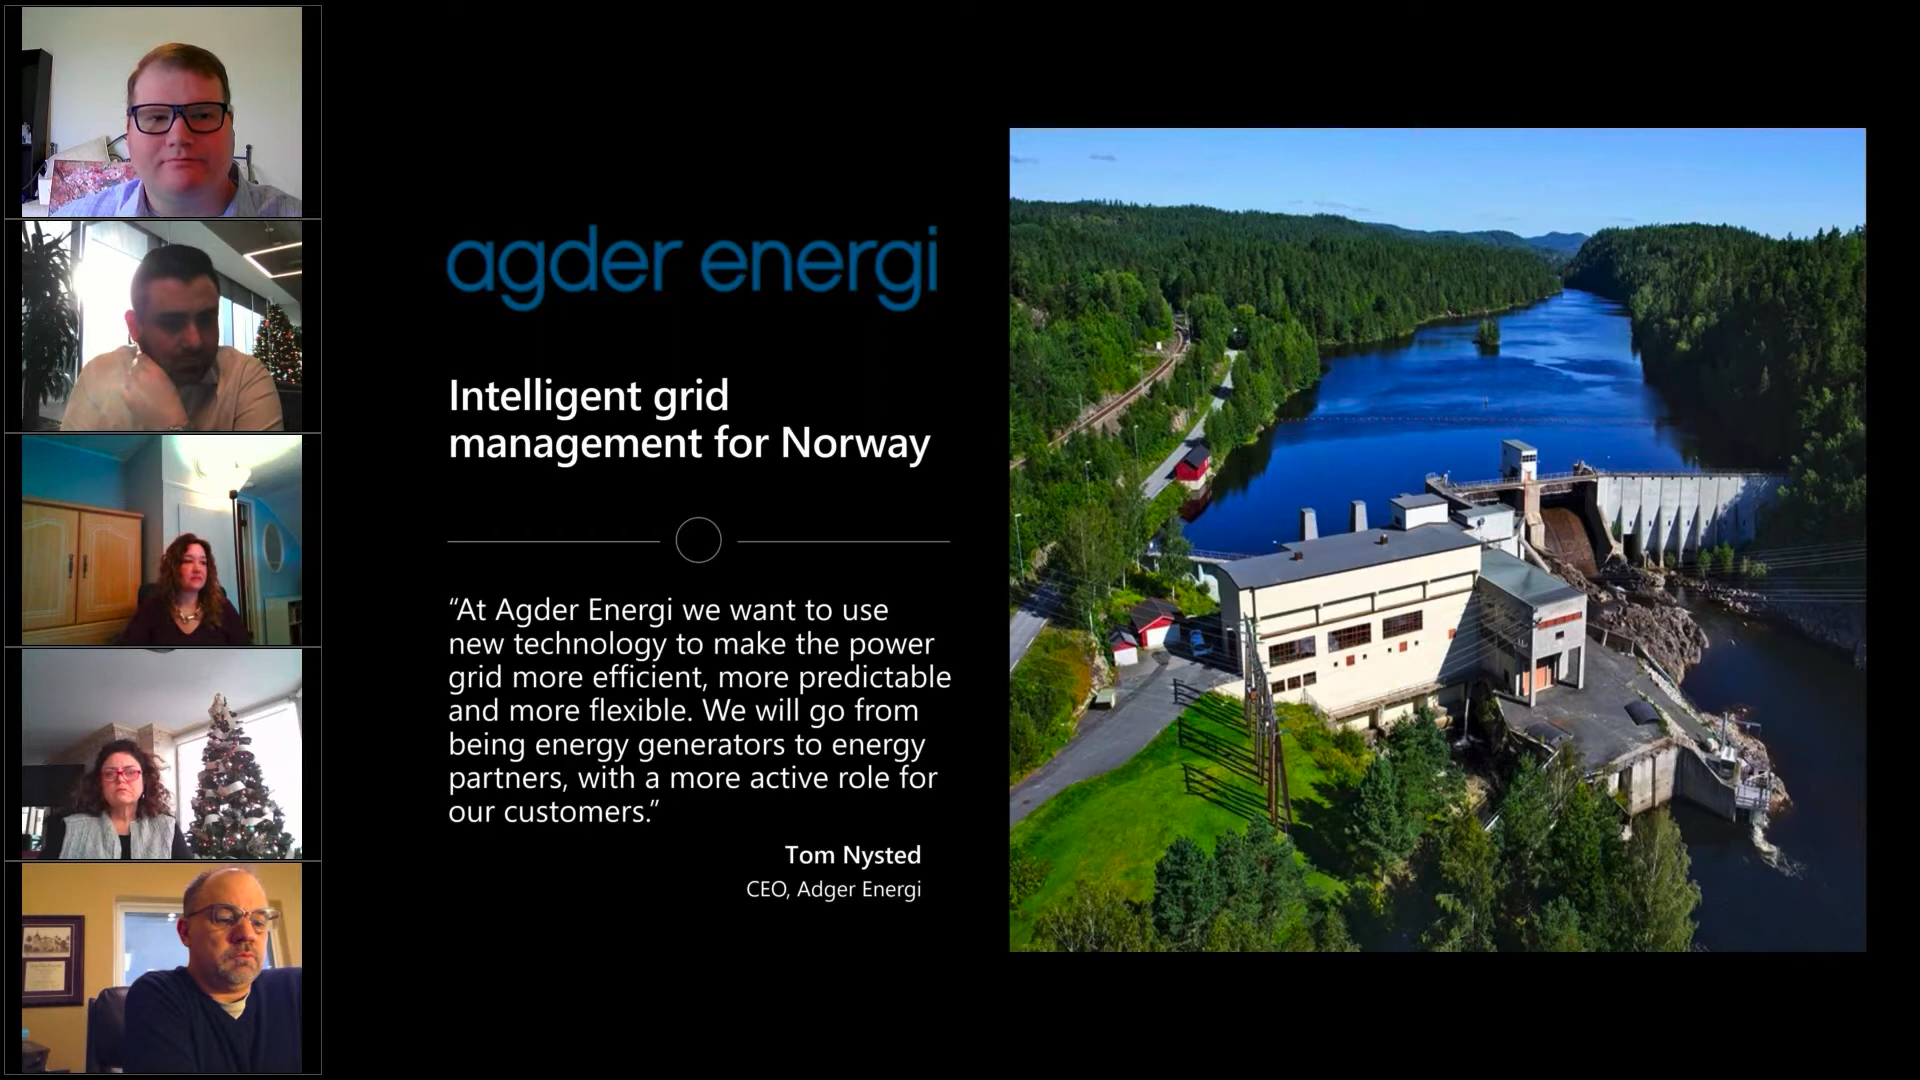 agder energi
Intelligent grid
management for Norway
“At Agder Energi we want to use
new technology to make the power
grid more efficient, more predictable
and more flexible. We will go from
being energy generators to energy
partners, with a more active role for
our customers.”
Tom Nysted
CEO, Adger Energi